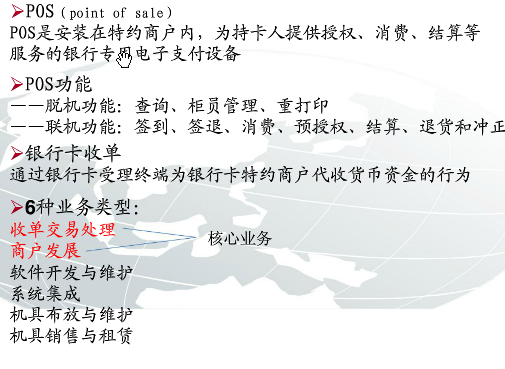 ➢POS（point of sale）
POS是安装在特约商户内，为持卡人提供授权、消费、结算等
服务的银行专用电子支付设备
➢POS功能
——脱机功能：查询、柜员管理、重打印
——联机功能：签到、签退、消费、预授权、结算、退货和冲正
➢银行卡收单
通过银行卡受理终端为银行卡特约商户代收货币资金的行为
➢6种业务类型：
收单交易处理
核心业务
商户发展
软件开发与维护
系统集成
机具布放与维护
机具销售与租赁